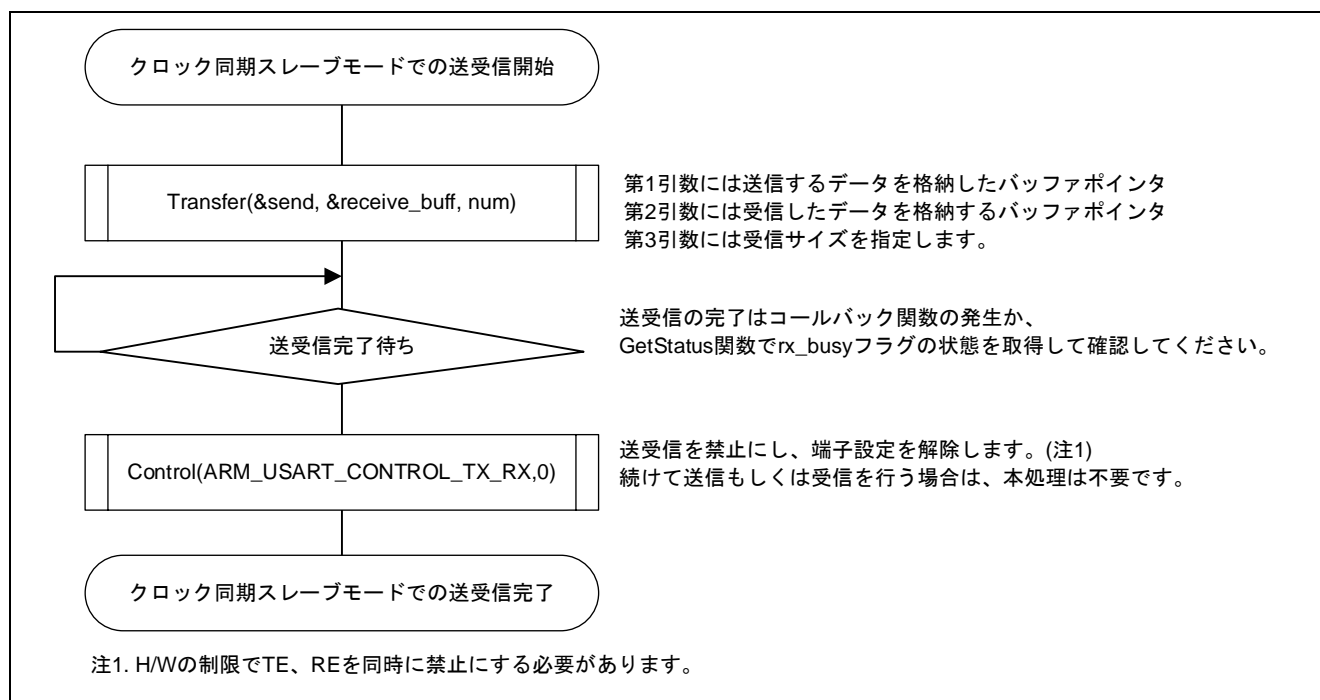 クロック同期スレーブモードでの送受信開始
Transfer(&send, &receive_buff, num)
第1引数には送信するデータを格納したバッファポインタ
第2引数には受信したデータを格納するバッファポインタ
第3引数には受信サイズを指定します。
送受信完了待ち
送受信の完了はコールバック関数の発生か、
GetStatus関数でrx_busyフラグの状態を取得して確認してください。
Control(ARM_USART_CONTROL_TX_RX,0)
送受信を禁止にし、端子設定を解除します。(注1)
続けて送信もしくは受信を行う場合は、本処理は不要です。
クロック同期スレーブモードでの送受信完了
注1. H/Wの制限でTE、REを同時に禁止にする必要があります。